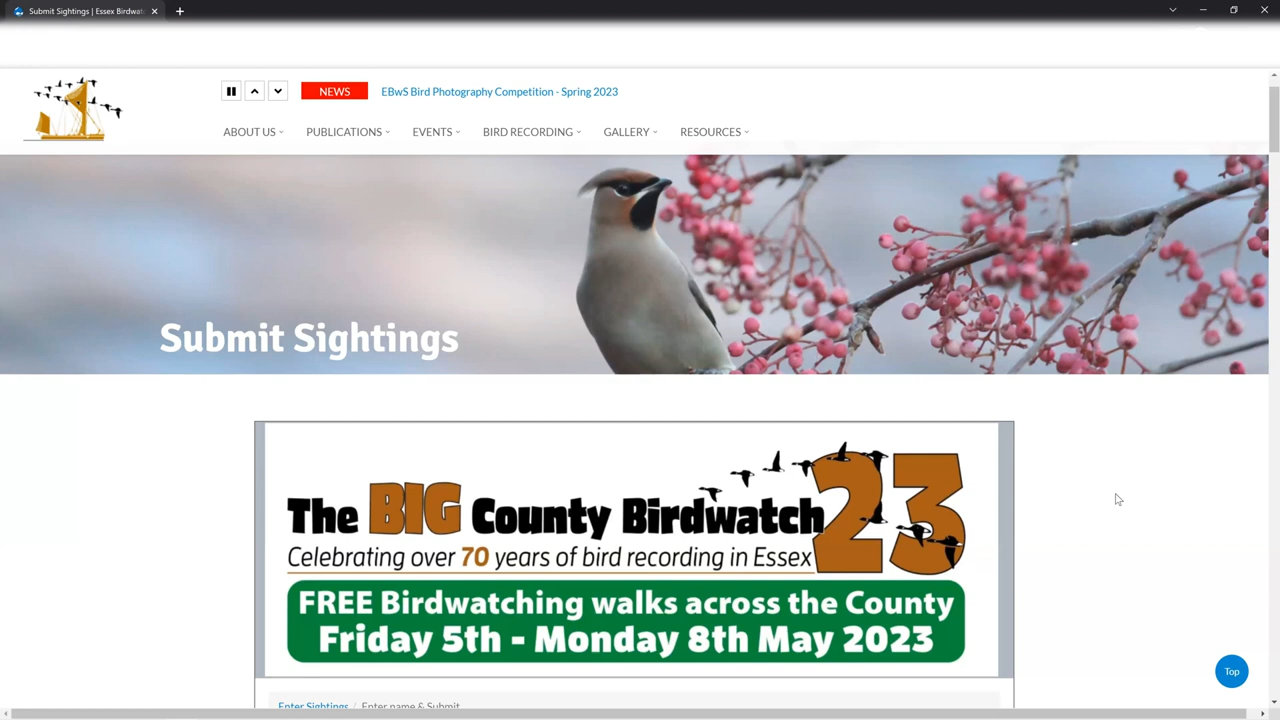 Submit Sightings | Essex Birdwat
NEWS
EBwS Bird Photography Competition - Spring 2023
ABOUT US
PUBLICATIONS
EVENTS
BIRD RECORDING
GALLERY
RESOURCES
Submit Sightings
The BIG County Birdwatch 23
Celebrating over 70 years of bird recording in Essex
FREE Birdwatching walks across the County
Friday 5th - Monday 8th May 2023
Top
Enter Sightings / Enter name & Submit